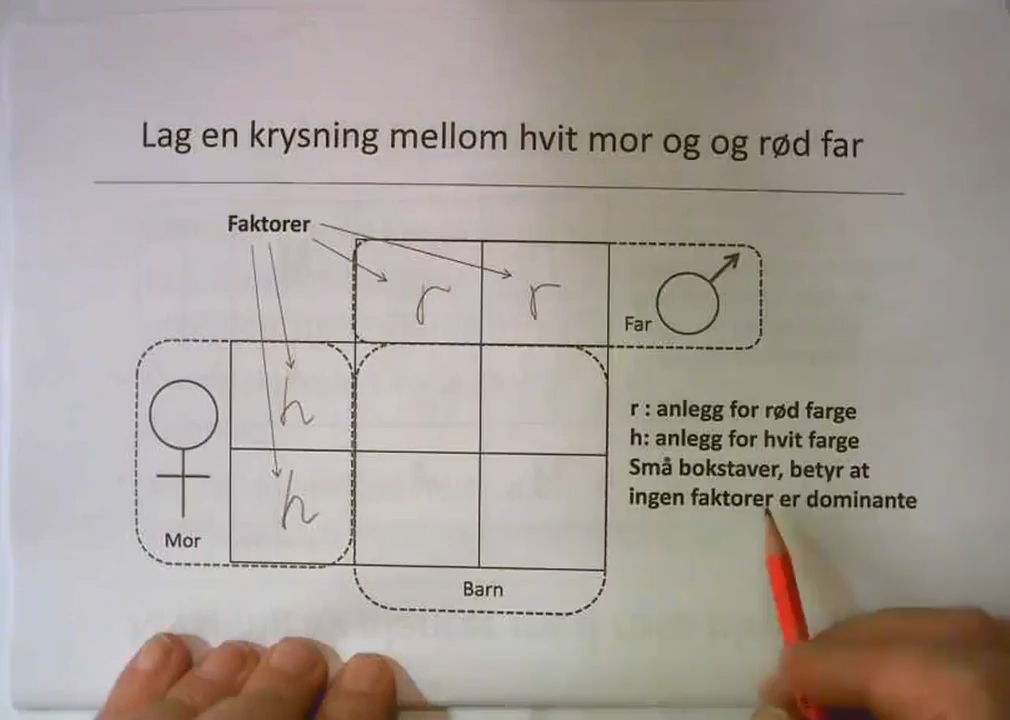 Lag en krysning mellom hvit mor og og rød far
Faktorer
r r
Far
h
h
Mor
Barn
r : anlegg for rød farge
h: anlegg for hvit farge
Små bokstaver, betyr at
ingen faktorer er dominante